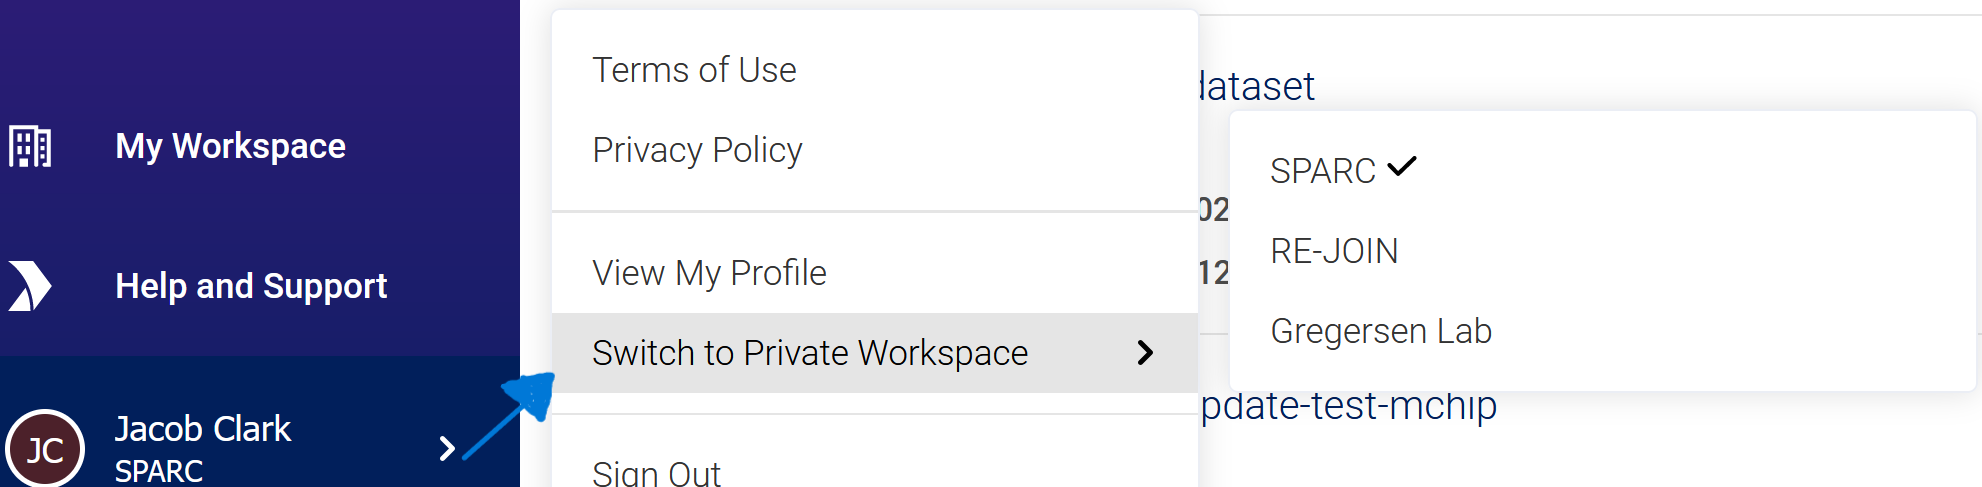 My Workspace
Help and Support
JC
Jacob Clark
SPARC
Terms of Use
Privacy Policy
View My Profile
Switch to Private Workspace
Sign Out
dataset
02
12
pdate-test-mchip
SPARC
RE-JOIN
Gregersen Lab